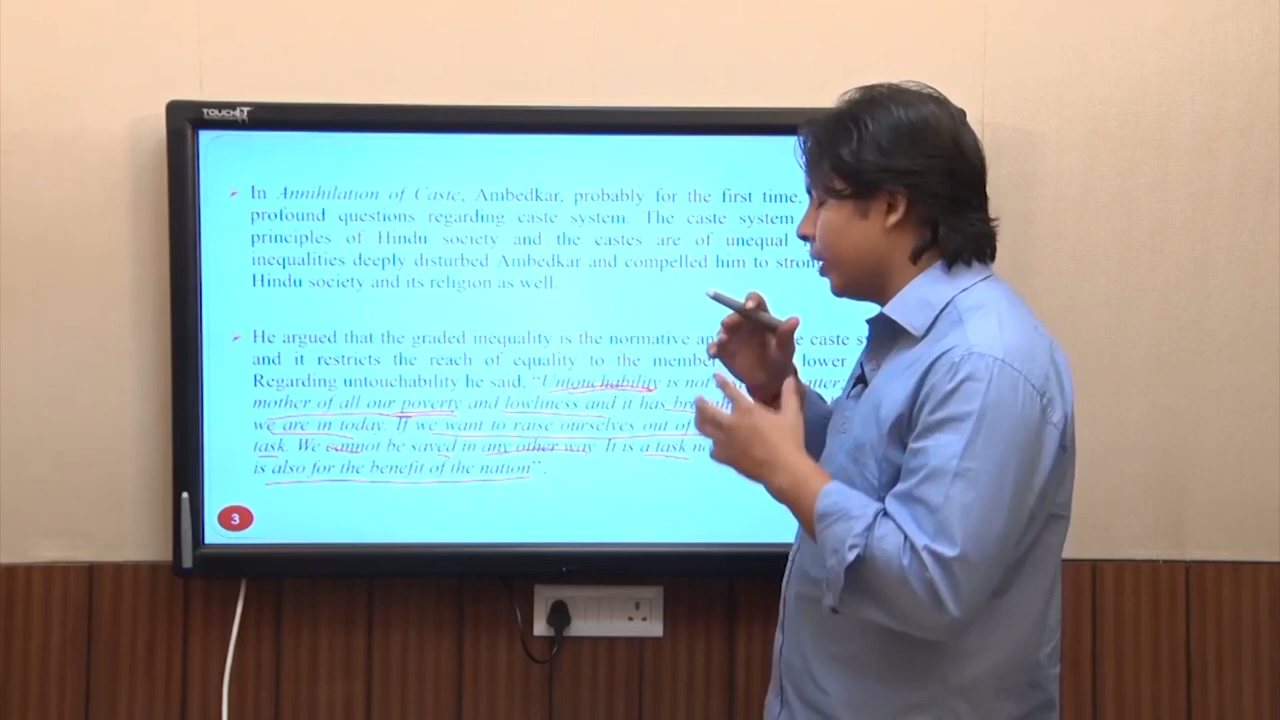 TOUCHIT
In Annihilation of Caste, Ambedkar, probably for the first time,
profound questions regarding caste system. The caste system
principles of Hindu society and the castes are of unequal
inequalities deeply disturbed Ambedkar and compelled him to
Hindu society and its religion as well.
He argued that the graded inequality is the normative caste
and it restricts the reach of equality to the lower
Regarding untouchability he said, "Untouchability is not
mother of all our poverty and lowliness and it has
we are in today. If we want to raise ourselves out of
task. We cannot be saved in any other way. It is a task
is also for the benefit of the nation".
3